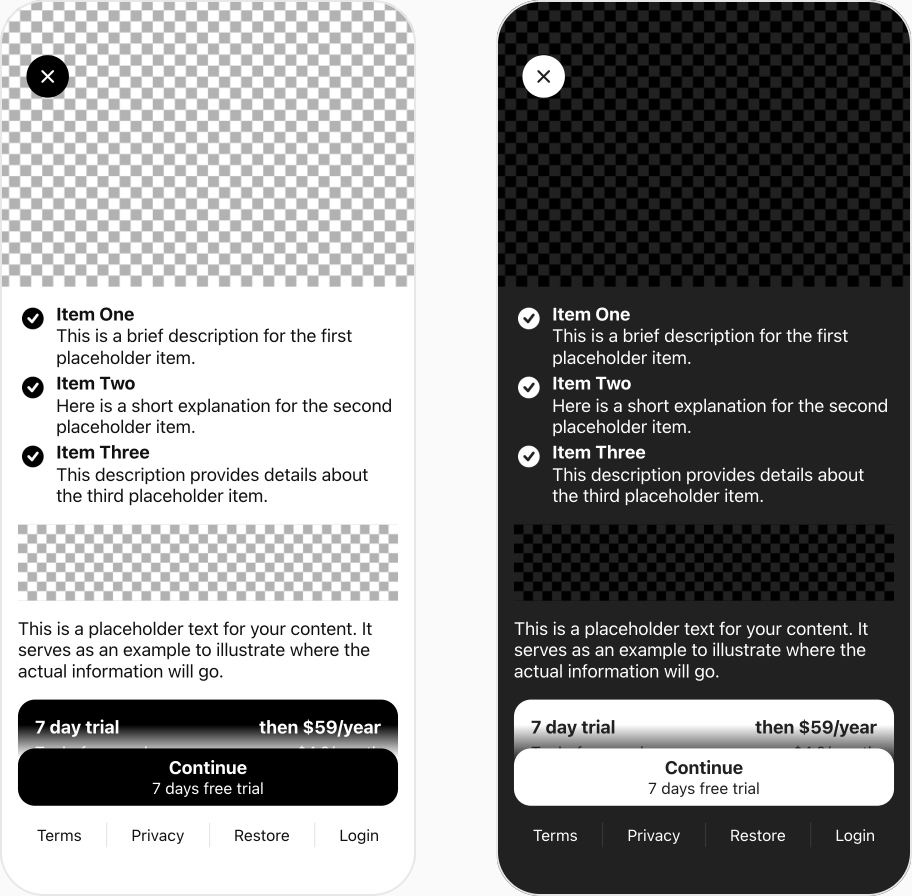 Item One
This is a brief description for the first
placeholder item.
Item Two
Here is a short explanation for the second
placeholder item.
Item Three
This description provides details about
the third placeholder item.
This is a placeholder text for your content. It
serves as an example to illustrate where the
actual information will go.
7 day trial then $59/year
Continue
7 days free trial
Terms Privacy Restore Login
Item One
This is a brief description for the first
placeholder item.
Item Two
Here is a short explanation for the second
placeholder item.
Item Three
This description provides details about
the third placeholder item.
This is a placeholder text for your content. It
serves as an example to illustrate where the
actual information will go.
7 day trial then $59/year
Continue
7 days free trial
Terms Privacy Restore Login